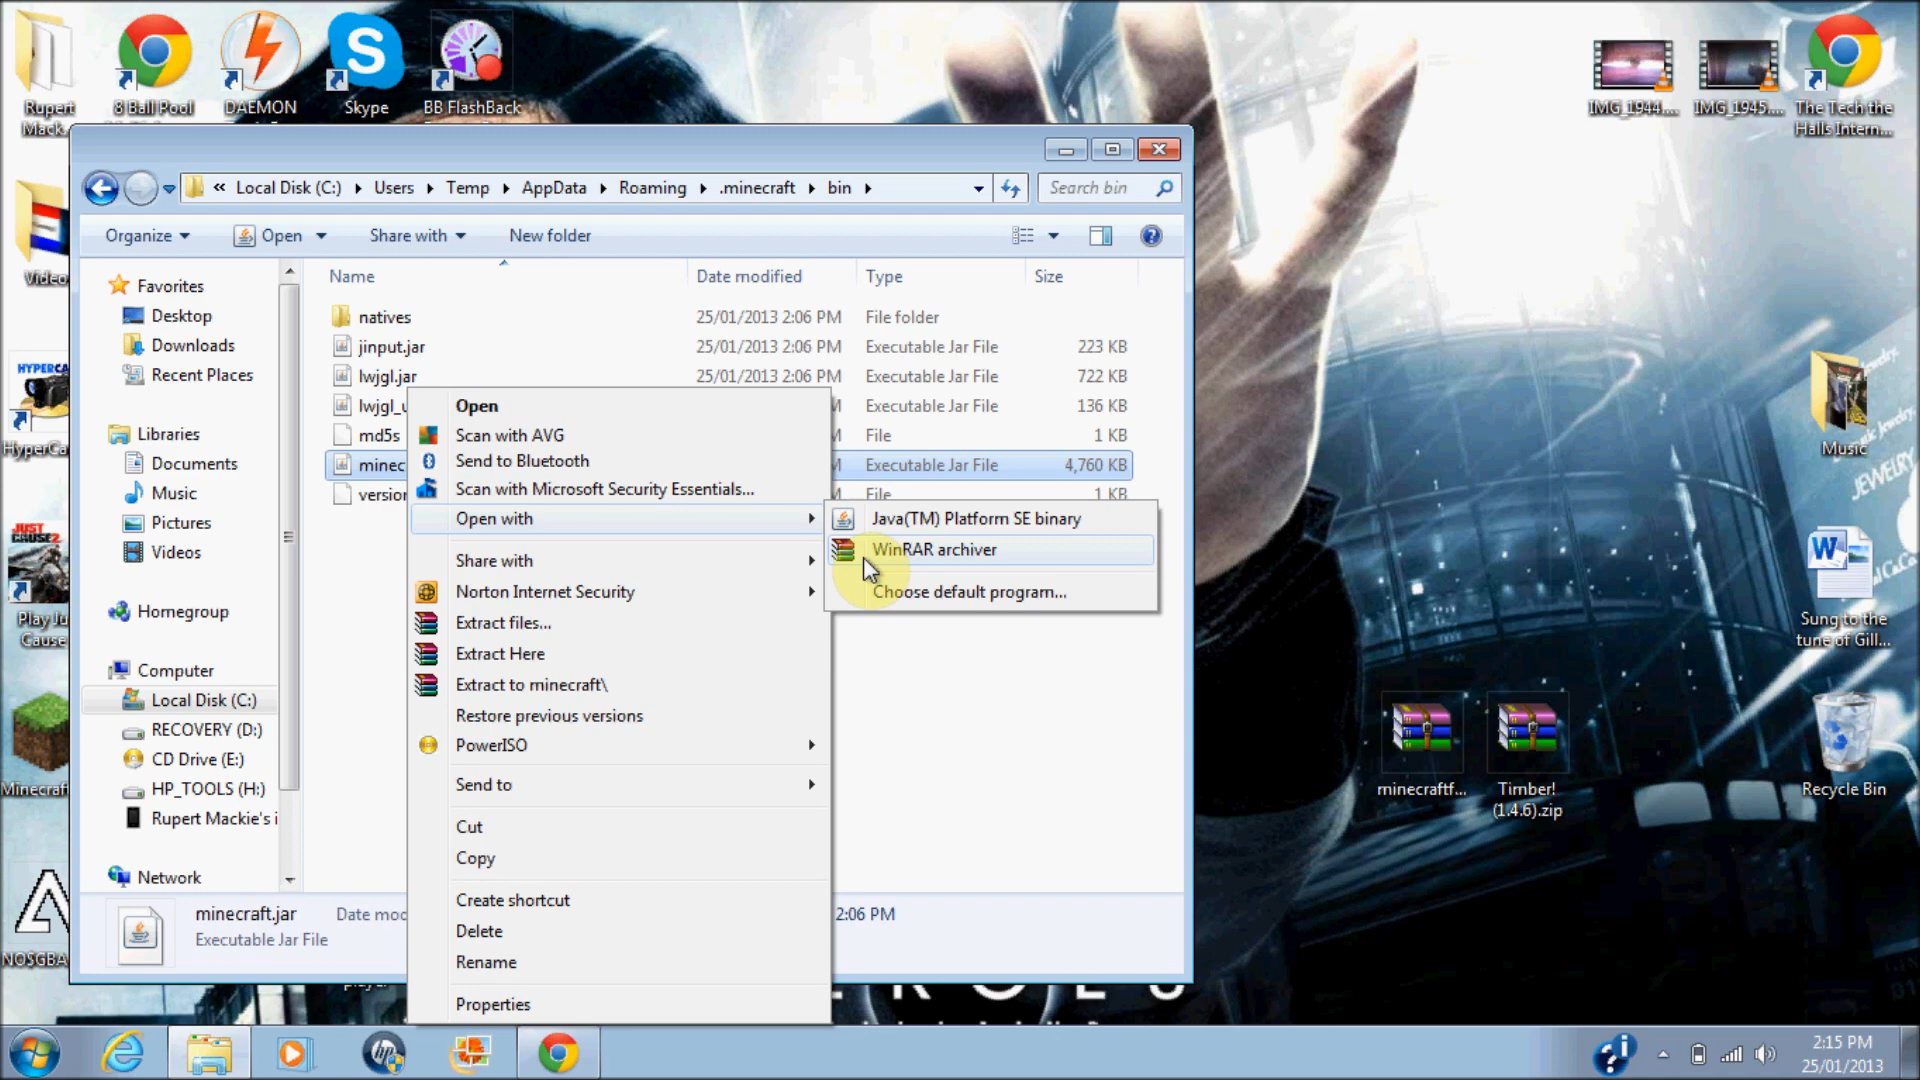 Rupert
Mack...
8 Ball Pool
DAEMON
Skype
BB FlashBack
IMG_1944....
IMG_1945....
The Tech the
Halls Intern...
« Local Disk (C:) Users Temp AppData Roaming .minecraft bin
Search bin
Organize
Open
Share with
New folder
Name
Date modified
Type
Size
Favorites
Desktop
Downloads
Recent Places
Libraries
Documents
Music
Pictures
Videos
Homegroup
Computer
Local Disk (C:)
RECOVERY (D:)
CD Drive (E:)
HP_TOOLS (H:)
Rupert Mackie's i
Network
natives 25/01/2013 2:06 PM File folder
jinput.jar 25/01/2013 2:06 PM Executable Jar File 223 KB
lwjgl.jar 25/01/2013 2:06 PM Executable Jar File 722 KB
lwjgl_u M Executable Jar File 136 KB
md5s M File 1 KB
minec M Executable Jar File 4,760 KB
version M File 1 KB
Open
Scan with AVG
Send to Bluetooth
Scan with Microsoft Security Essentials...
Open with
Share with
Norton Internet Security
Extract files...
Extract Here
Extract to minecraft\
Restore previous versions
PowerISO
Send to
Cut
Copy
Create shortcut
Delete
Rename
Properties
Java(TM) Platform SE binary
WinRAR archiver
Choose default program...
minecraft.jar Date mod 2:06 PM
Executable Jar File
Video
HYPERCA
HyperCa
JUST
CAUSE2
Play Ju
Cause
Minecraft
NO$GBA
Music
Sung to the
tune of Gill...
minecraftf...
Timber!
(1.4.6).zip
Recycle Bin
JEWELRY
hp
2:15 PM
25/01/2013